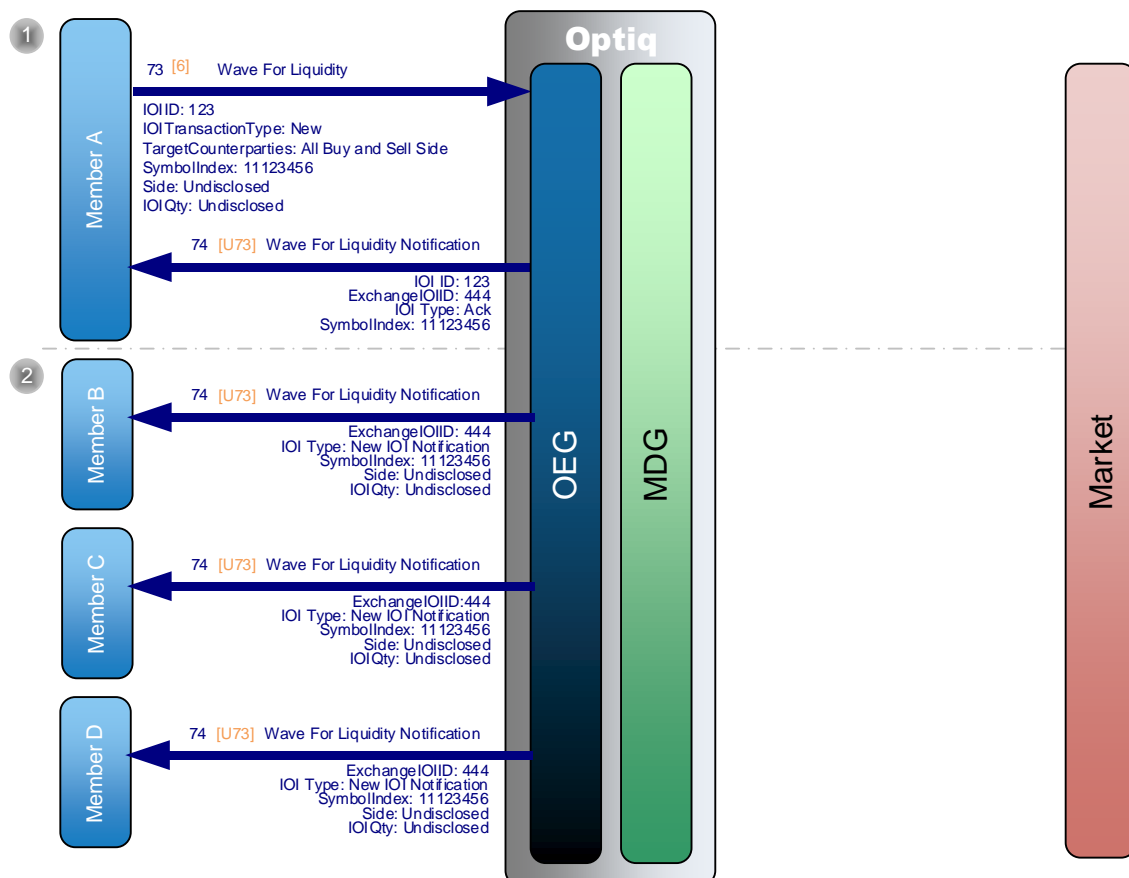 1
Optiq
73 [6] Wave For Liquidity
IOIID: 123
IOITransactionType: New
TargetCounterparties: All Buy and Sell Side
SymbolIndex: 11123456
Side: Undisclosed
IOIQty: Undisclosed
Member A
74 [U73] Wave For Liquidity Notification
IOI ID: 123
ExchangeIOIID: 444
IOI Type: Ack
SymbolIndex: 11123456
2
Member B
74 [U73] Wave For Liquidity Notification
ExchangeIOIID: 444
IOI Type: New IOI Notification
SymbolIndex: 11123456
Side: Undisclosed
IOIQty: Undisclosed
Member C
74 [U73] Wave For Liquidity Notification
ExchangeIOIID:444
IOI Type: New IOI Notification
SymbolIndex: 11123456
Side: Undisclosed
IOIQty: Undisclosed
Member D
74 [U73] Wave For Liquidity Notification
ExchangeIOIID: 444
IOI Type: New IOI Notification
SymbolIndex: 11123456
Side: Undisclosed
IOIQty: Undisclosed
OEG
MDG
Market